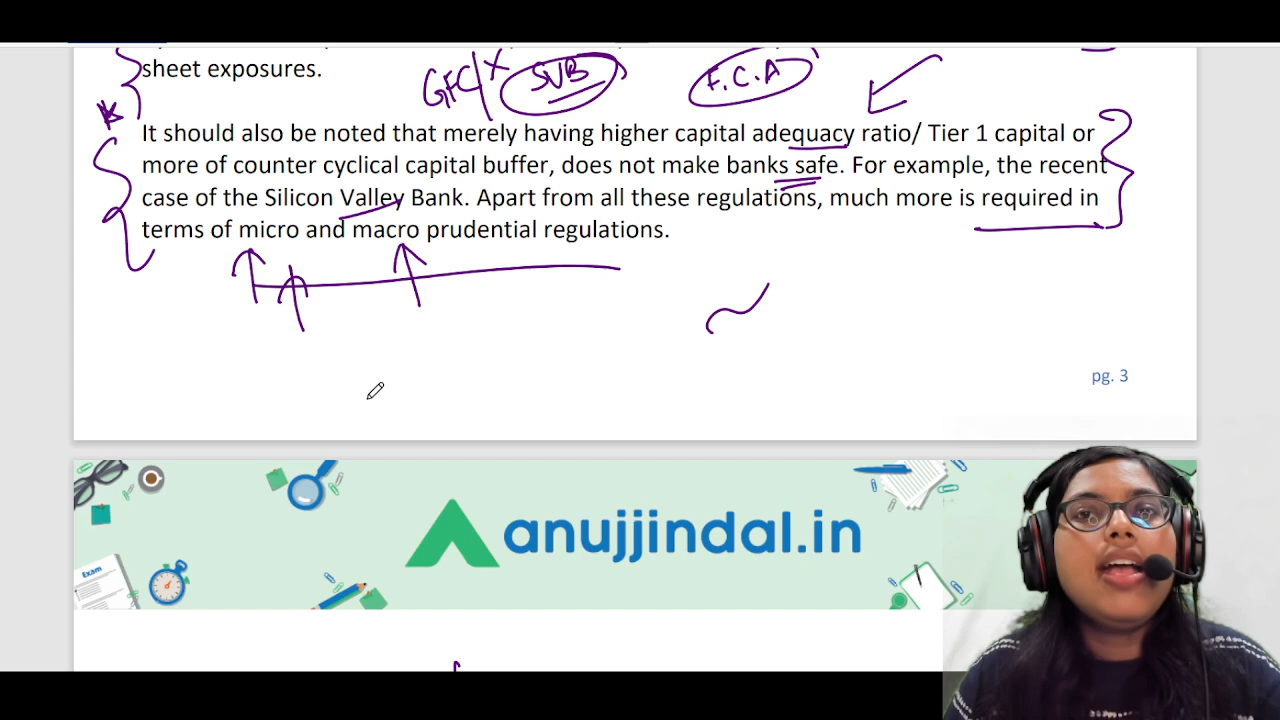 sheet exposures.
GFC X SVB F.C.A
It should also be noted that merely having higher capital adequacy ratio/ Tier 1 capital or
more of counter cyclical capital buffer, does not make banks safe. For example, the recent
case of the Silicon Valley Bank. Apart from all these regulations, much more is required in
terms of micro and macro prudential regulations.
pg. 3
anujjindal.in
Exam